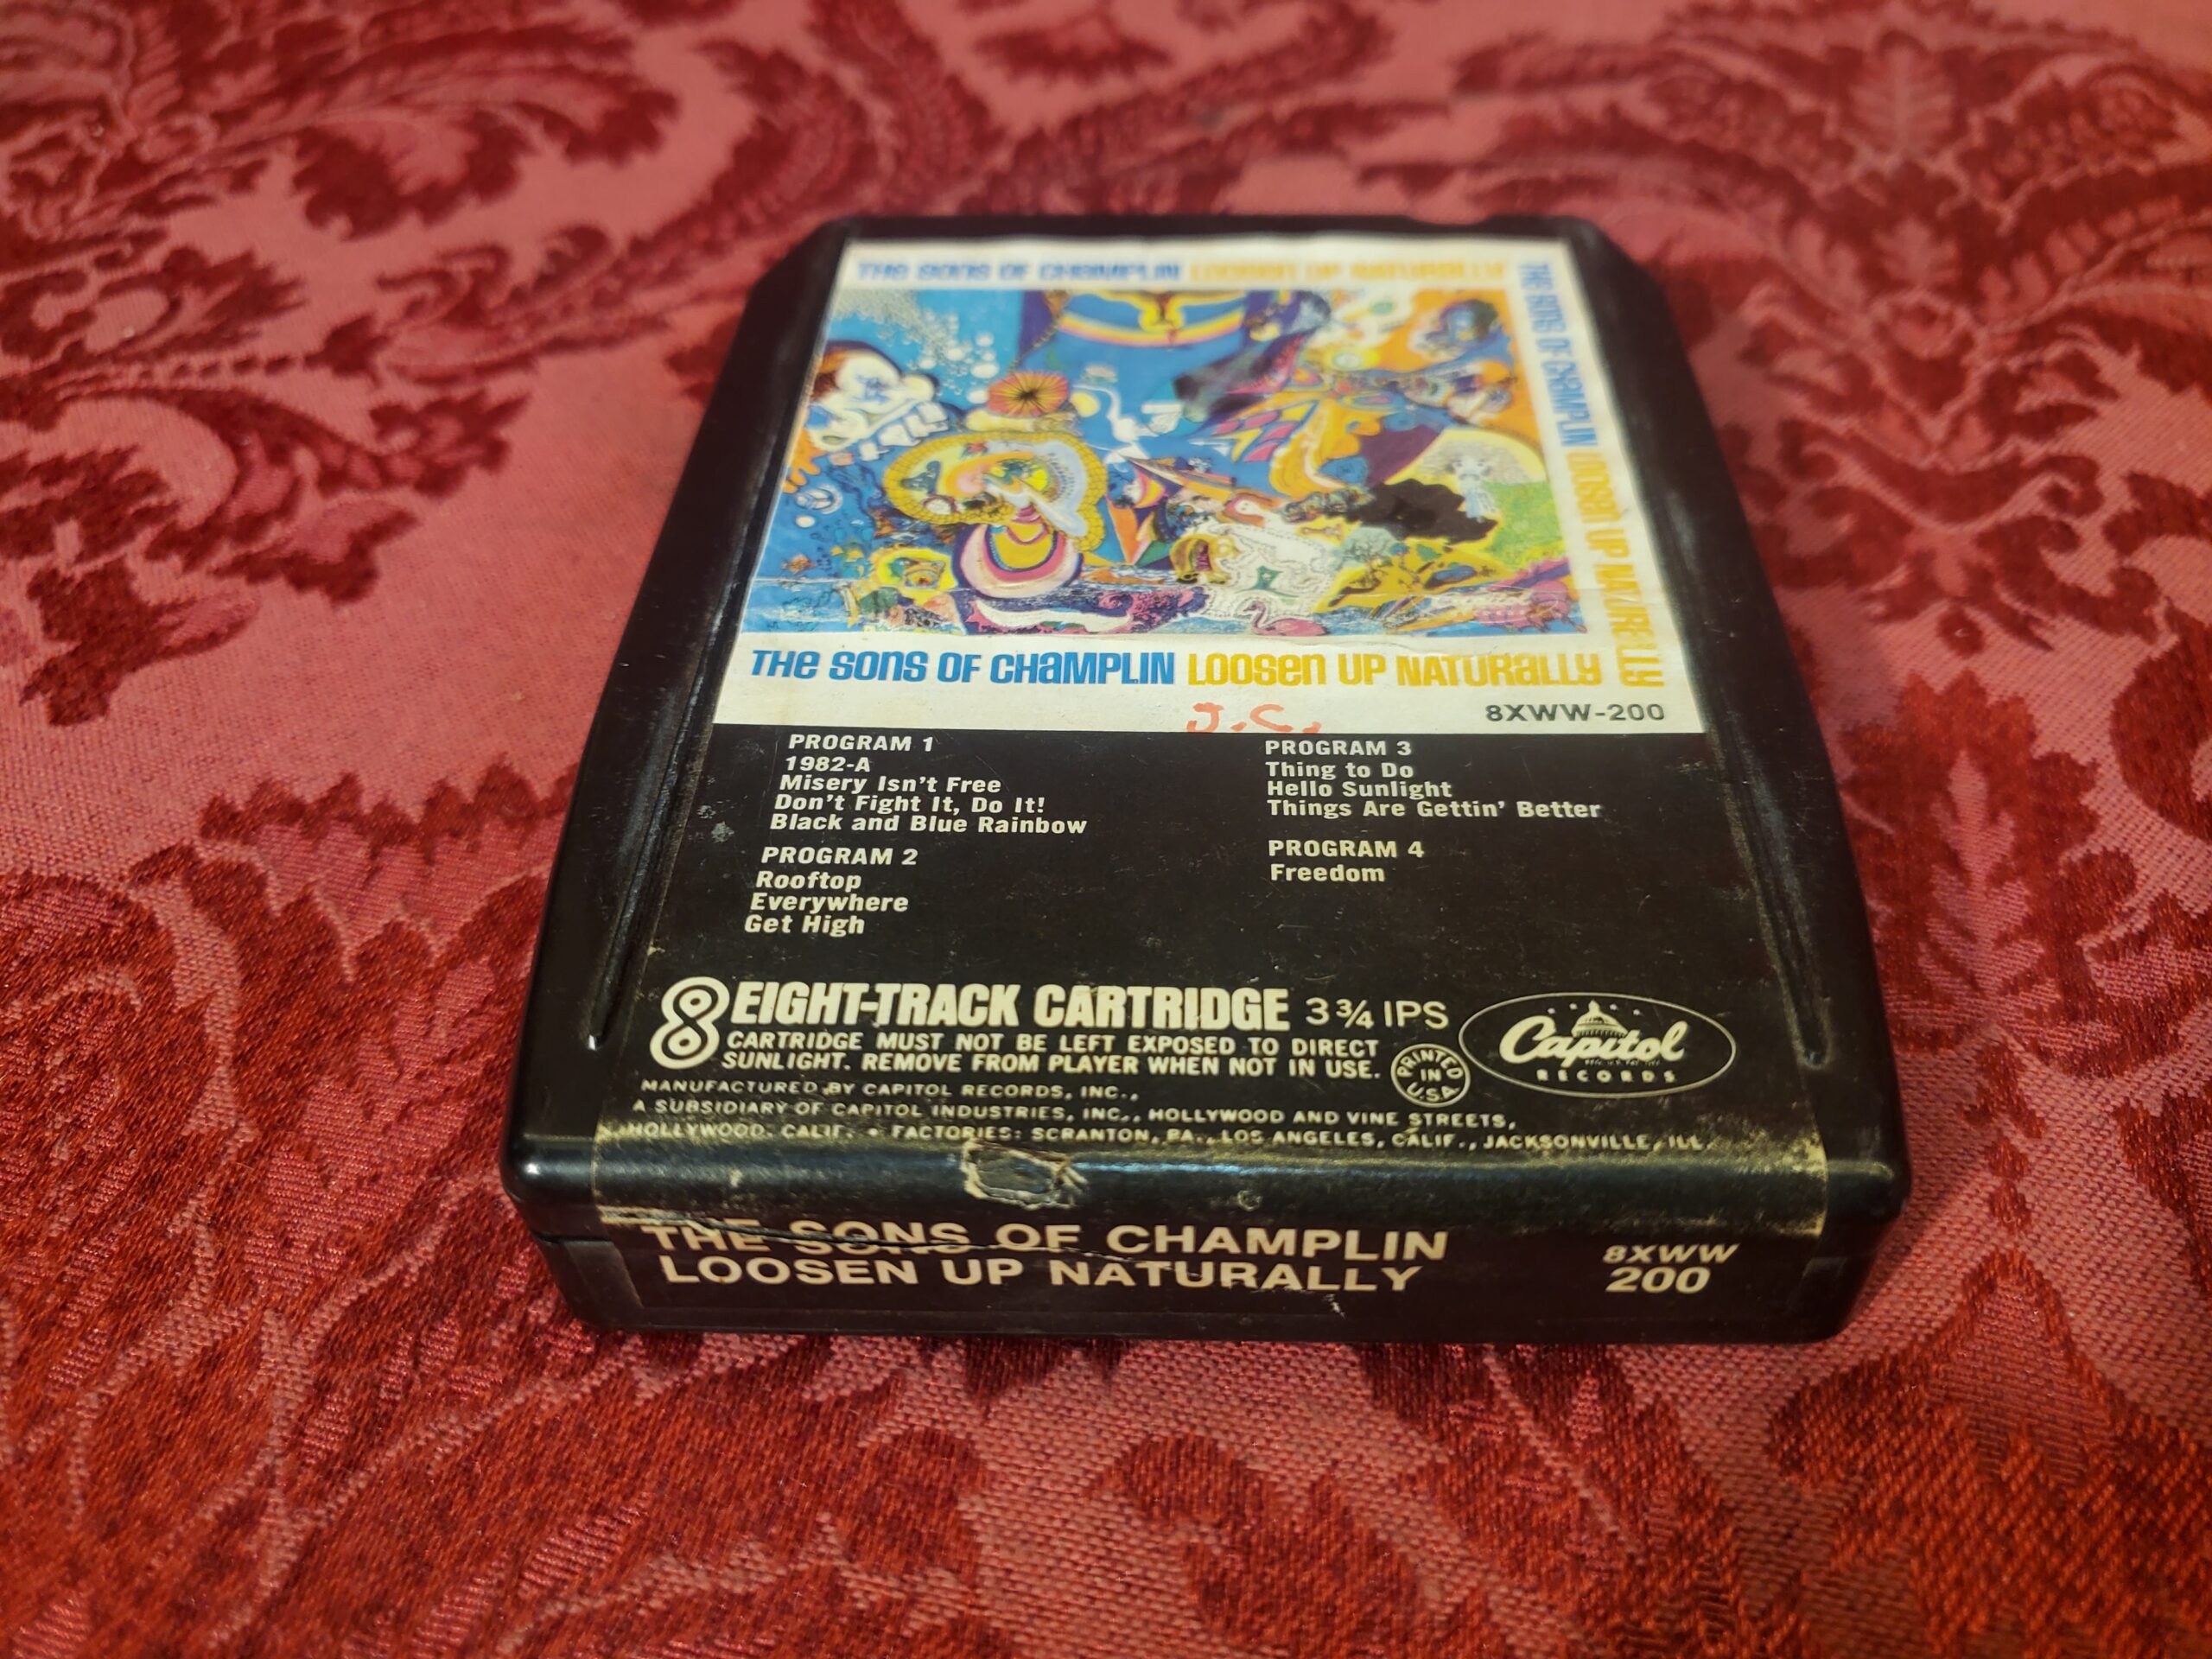 THE SONS OF CHAMPLIN LOOSEN UP NATURALLY
THE SONS OF CHAMPLIN LOOSEN UP NATURALLY
THE SONS OF CHAMPLIN LOOSEN UP NATURALLY
J.C.
8XWW-200
PROGRAM 1
1982-A
Misery Isn't Free
Don't Fight It, Do It!
Black and Blue Rainbow
PROGRAM 2
Rooftop
Everywhere
Get High
PROGRAM 3
Thing to Do
Hello Sunlight
Things Are Gettin' Better
PROGRAM 4
Freedom
8 EIGHT-TRACK CARTRIDGE 3 3/4 IPS
CARTRIDGE MUST NOT BE LEFT EXPOSED TO DIRECT
SUNLIGHT. REMOVE FROM PLAYER WHEN NOT IN USE.
PRINTED
IN
U.S.A.
Capitol
RECORDS
MANUFACTURED BY CAPITOL RECORDS, INC.,
A SUBSIDIARY OF CAPITOL INDUSTRIES, INC., HOLLYWOOD AND VINE STREETS,
HOLLYWOOD, CALIF. • FACTORIES: SCRANTON, PA., LOS ANGELES, CALIF., JACKSONVILLE, ILL.
THE SONS OF CHAMPLIN
LOOSEN UP NATURALLY
8XWW
200